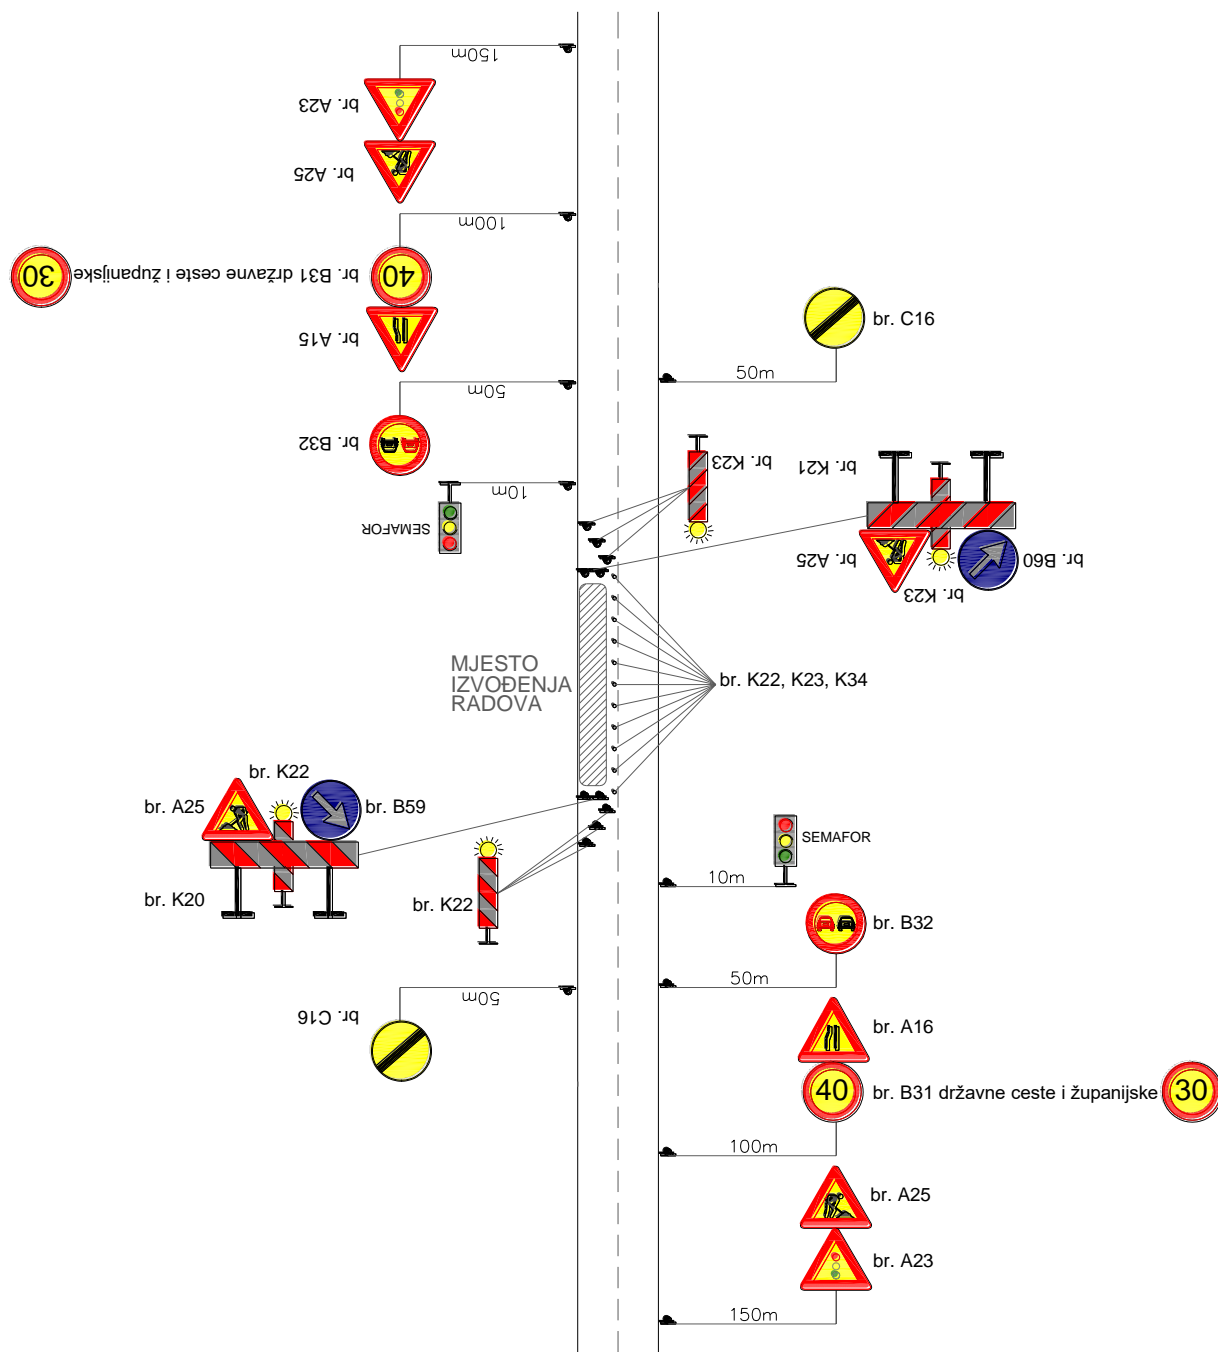 150m
br. A23
br. A25
100m
30
br. B31 državne ceste i županijske
40
br. A15
br. C16
50m
50m
br. B32
br. K23
br. K21
10m
SEMAFOR
br. A25
br. B60
br. K23
MJESTO
IZVOĐENJA
RADOVA
br. K22, K23, K34
br. K22
br. A25
br. B59
SEMAFOR
10m
br. K20
br. K22
br. B32
50m
50m
br. C16
br. A16
40
br. B31 državne ceste i županijske
30
100m
br. A25
br. A23
150m